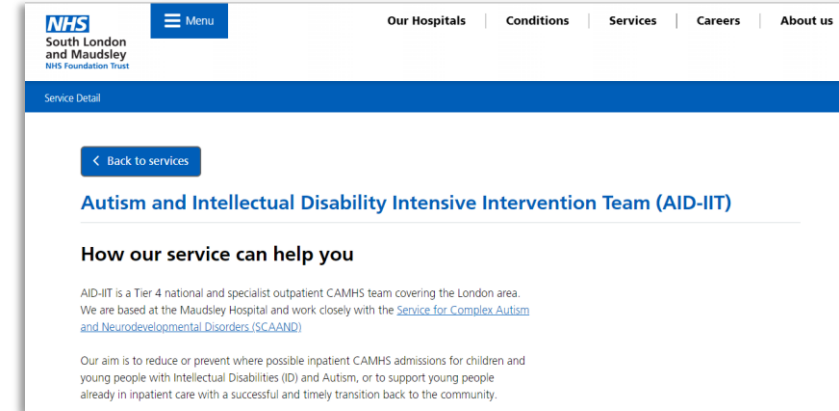 NHS
South London
and Maudsley
NHS Foundation Trust
Menu
Our Hospitals
Conditions
Services
Careers
About us
Service Detail
Back to services
Autism and Intellectual Disability Intensive Intervention Team (AID-IIT)
How our service can help you
AID-IIT is a Tier 4 national and specialist outpatient CAMHS team covering the London area.
We are based at the Maudsley Hospital and work closely with the Service for Complex Autism
and Neurodevelopmental Disorders (SCAAND)
Our aim is to reduce or prevent where possible inpatient CAMHS admissions for children and
young people with Intellectual Disabilities (ID) and Autism, or to support young people
already in inpatient care with a successful and timely transition back to the community.